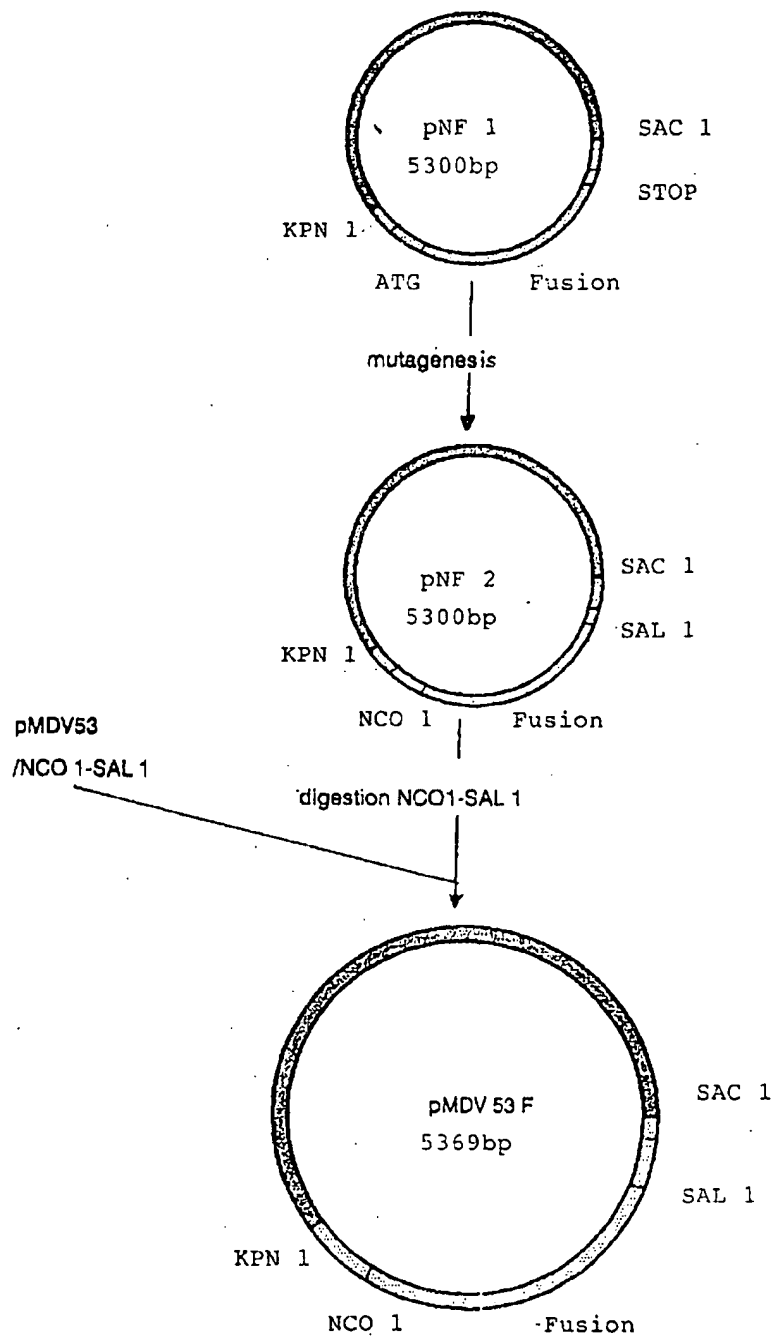 pNF 1
5300bp
SAC 1
STOP
KPN 1
ATG
Fusion
mutagenesis
pNF 2
5300bp
SAC 1
SAL 1
KPN 1
NCO 1
Fusion
pMDV53
/NCO 1-SAL 1
digestion NCO1-SAL 1
pMDV 53 F
5369bp
SAC 1
SAL 1
KPN 1
NCO 1
Fusion